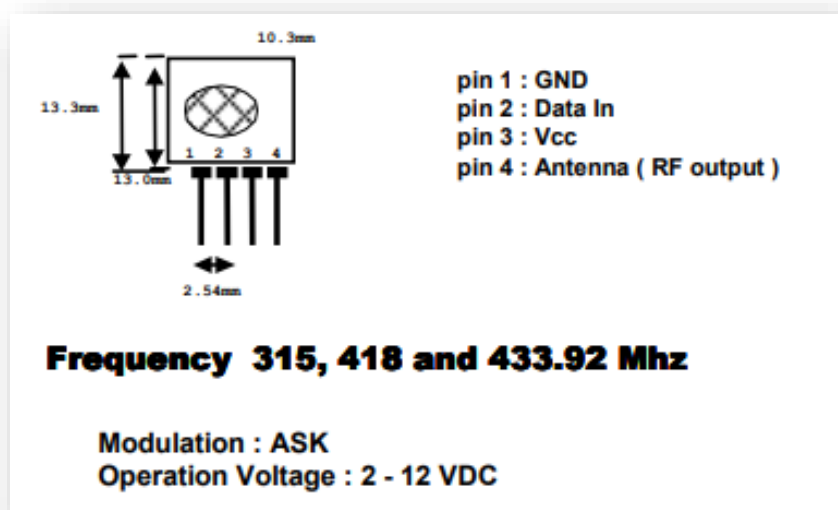 10.3mm
13.3mm
1 2 3 4
13.0mm
2.54mm
pin 1 : GND
pin 2 : Data In
pin 3 : Vcc
pin 4 : Antenna ( RF output )
Frequency 315, 418 and 433.92 Mhz
Modulation : ASK
Operation Voltage : 2 - 12 VDC